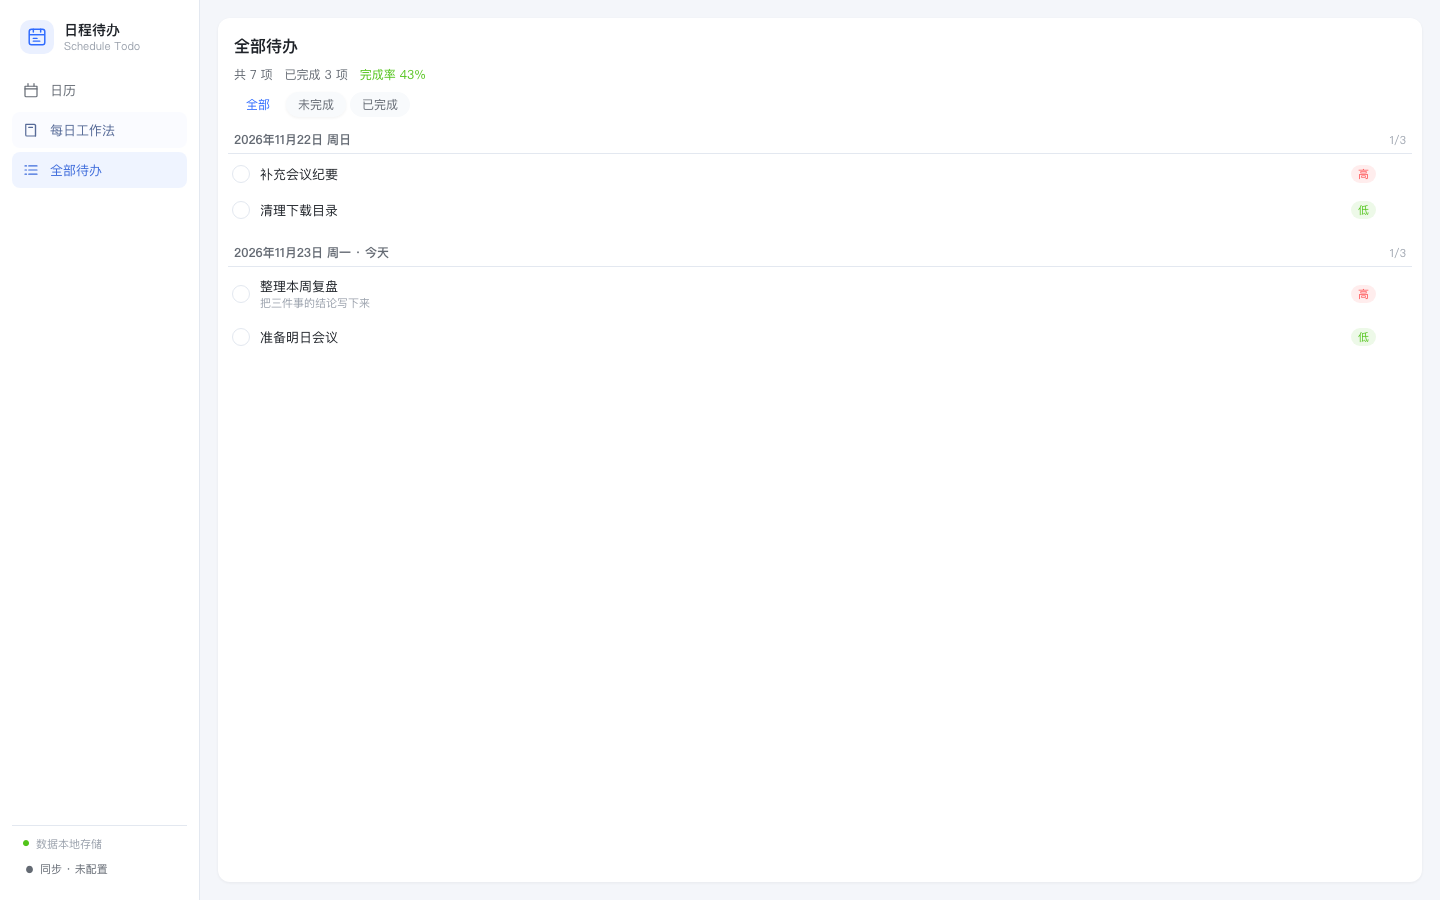 日程待办
Schedule Todo
日历
每日工作法
全部待办
数据本地存储
同步 · 未配置
全部待办
共 7 项 已完成 3 项 完成率 43%
全部 未完成 已完成
2026年11月22日 周日 1/3
补充会议纪要 高
清理下载目录 低
2026年11月23日 周一 · 今天 1/3
整理本周复盘 高
把三件事的结论写下来
准备明日会议 低